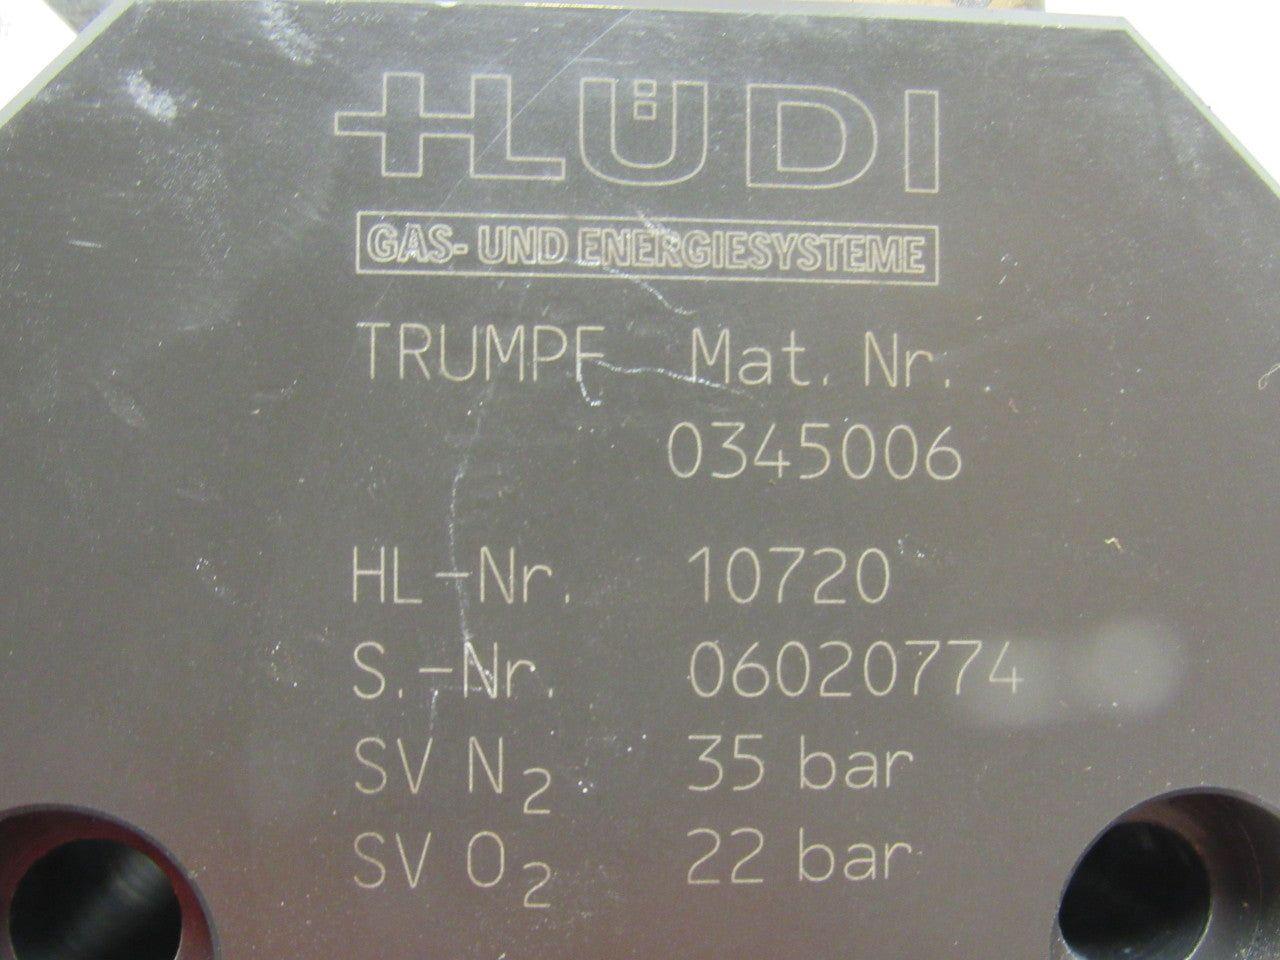 HLÜDI
GAS- UND ENERGIESYSTEME
TRUMPF Mat. Nr.
0345006
HL-Nr. 10720
S.-Nr. 06020774
SV N₂ 35 bar
SV O₂ 22 bar